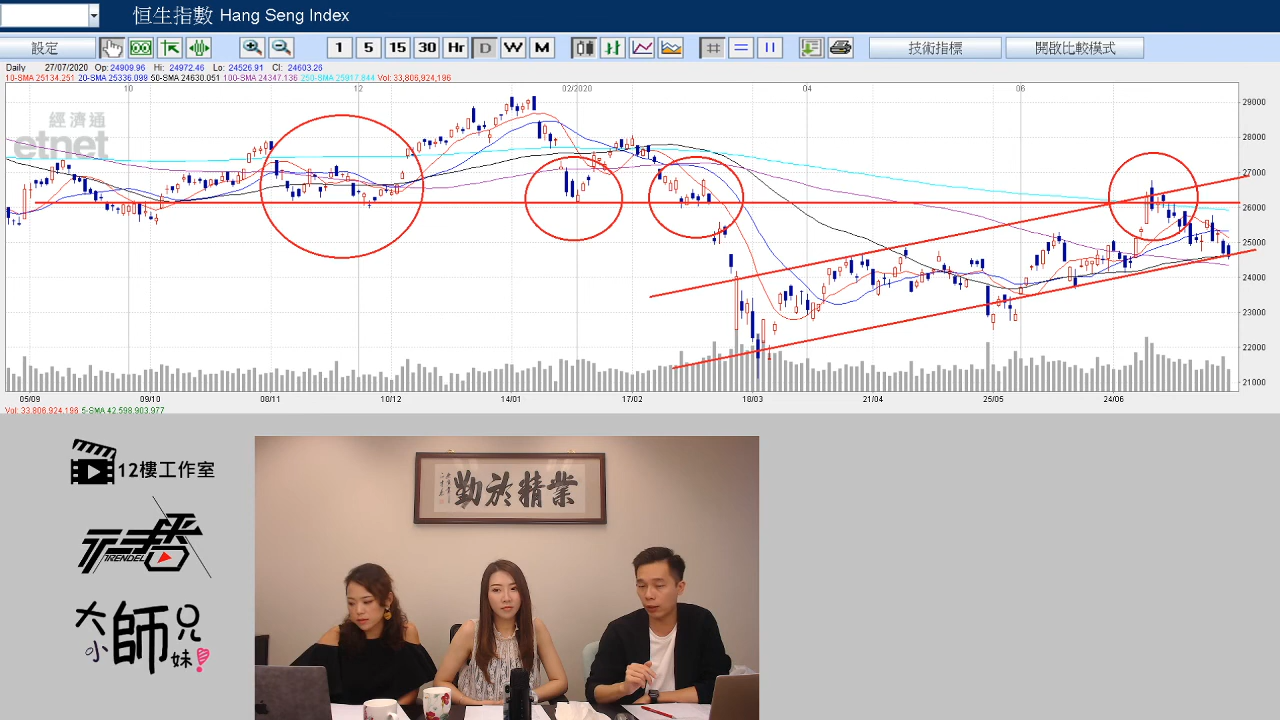 恒生指數 Hang Seng Index
設定
1 5 15 30 Hr D W M
技術指標
開啟比較模式
Daily 27/07/2020 Op: 24909.96 Hi: 24972.46 Lo: 24526.91 Cl: 24603.26
10-SMA 25134.251 20-SMA 25336.099 50-SMA 24630.051 100-SMA 24347.136 250-SMA 25917.844 Vol: 33,806,924,196
10 12 02/2020 04 06
經濟通
etnet
29000
28000
27000
26000
25000
24000
23000
22000
21000
05/09 09/10 08/11 10/12 14/01 17/02 18/03 21/04 25/05 24/06
Vol: 33,806,924,196 5-SMA 42,598,903,977
12樓工作室
TRENDEL
大小師兄妹
業精於勤